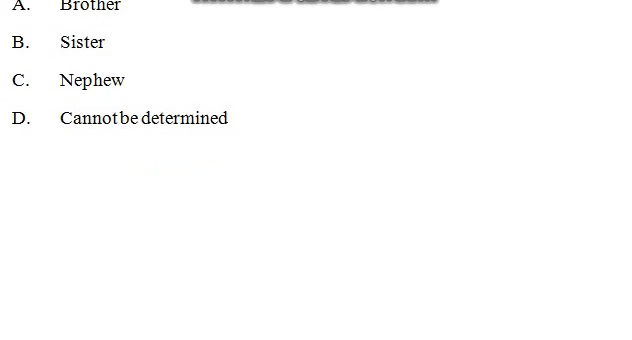 A. Brother
B. Sister
C. Nephew
D. Cannot be determined